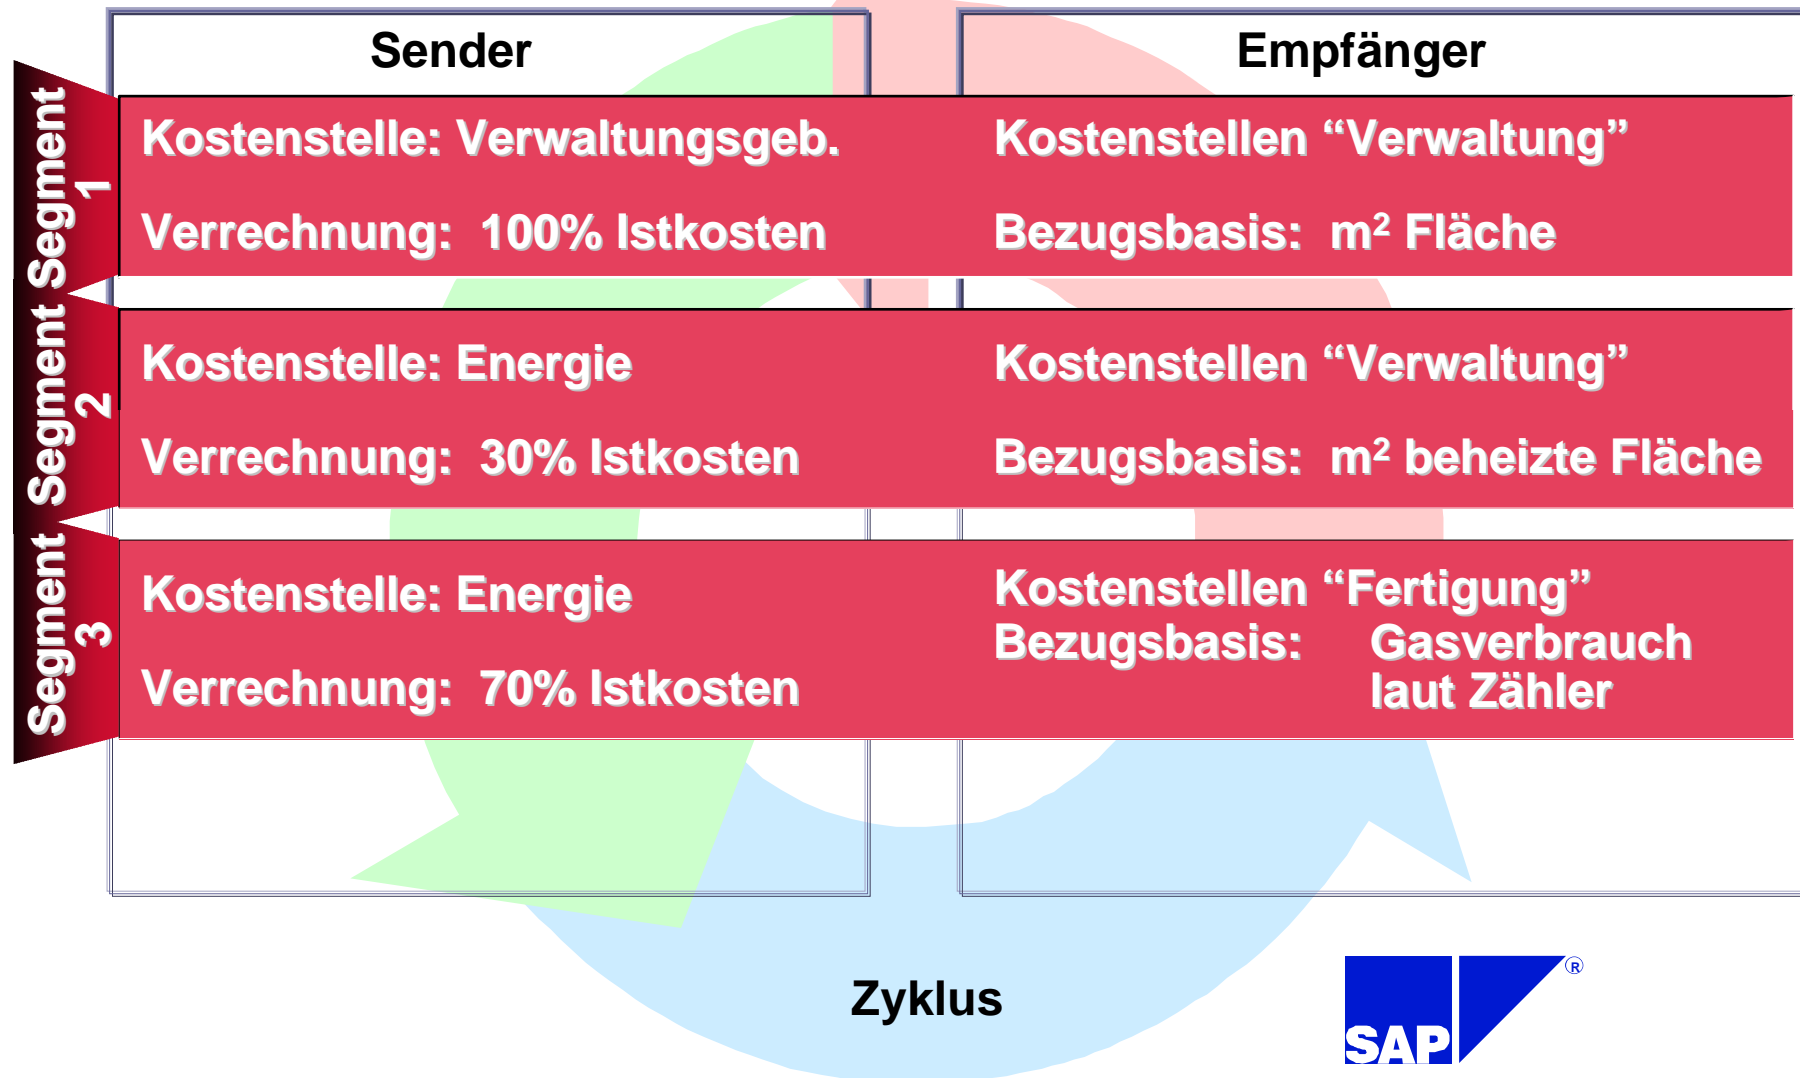 Sender
Empfänger
Segment
1
Kostenstelle: Verwaltungsgeb.
Kostenstellen “Verwaltung”
Verrechnung: 100% Istkosten
Bezugsbasis: m² Fläche
Segment
2
Kostenstelle: Energie
Kostenstellen “Verwaltung”
Verrechnung: 30% Istkosten
Bezugsbasis: m² beheizte Fläche
Segment
3
Kostenstelle: Energie
Kostenstellen “Fertigung”
Bezugsbasis: Gasverbrauch
laut Zähler
Verrechnung: 70% Istkosten
Zyklus
SAP ®